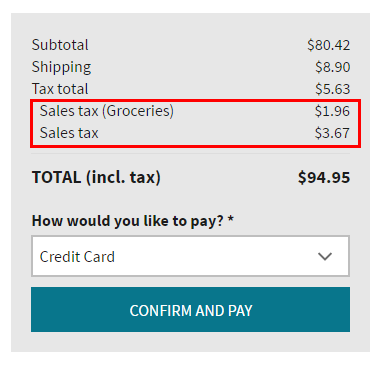 Subtotal $80.42
Shipping $8.90
Tax total $5.63
Sales tax (Groceries) $1.96
Sales tax $3.67
TOTAL (incl. tax) $94.95
How would you like to pay? *
Credit Card
CONFIRM AND PAY